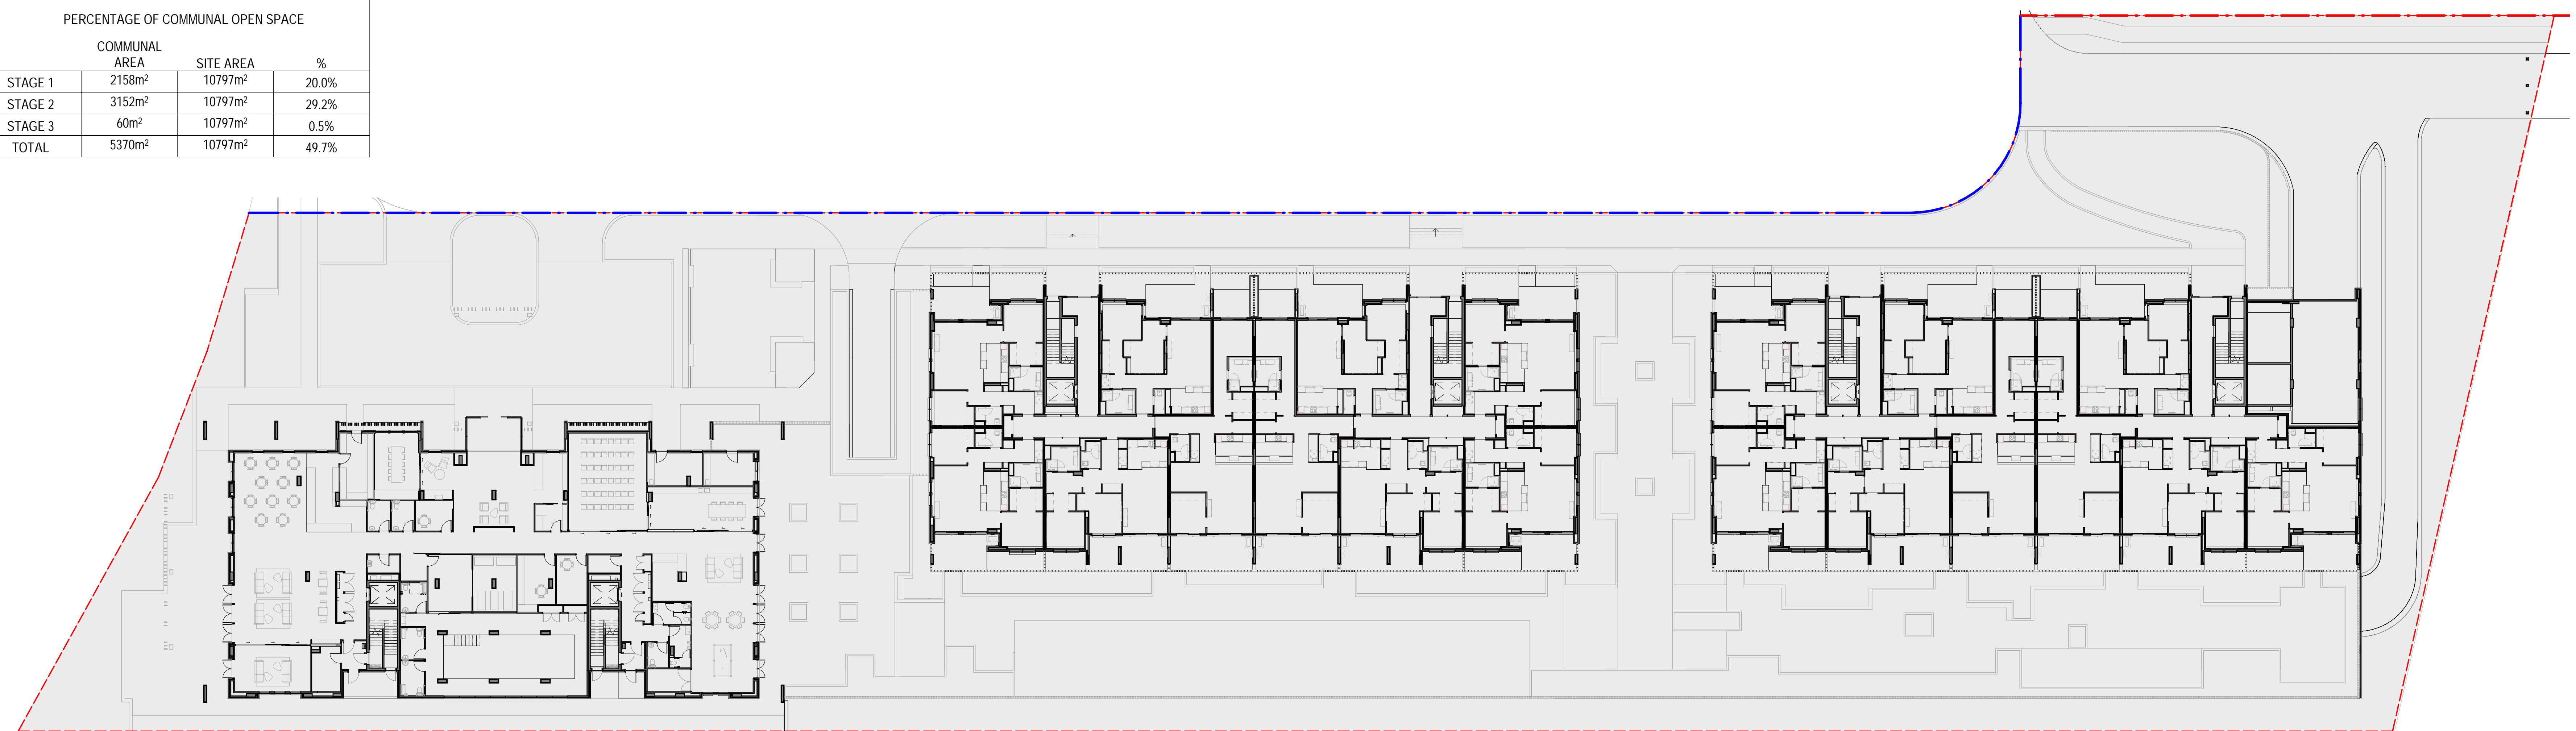 PERCENTAGE OF COMMUNAL OPEN SPACE
COMMUNAL AREA SITE AREA %
STAGE 1 2158m² 10797m² 20.0%
STAGE 2 3152m² 10797m² 29.2%
STAGE 3 60m² 10797m² 0.5%
TOTAL 5370m² 10797m² 49.7%